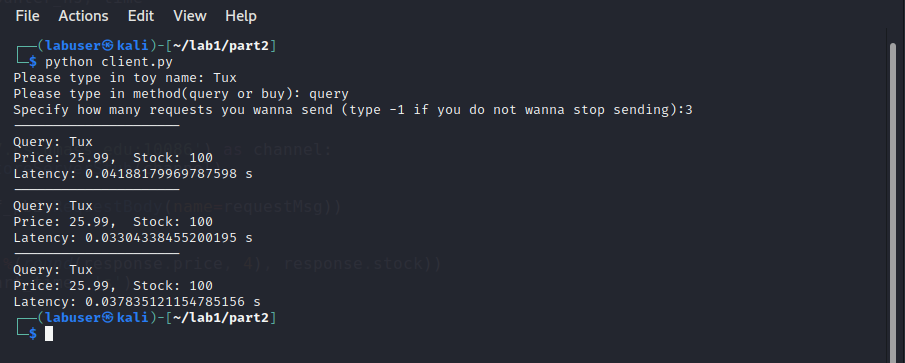 File Actions Edit View Help
┌──(labuser㉿kali)-[~/lab1/part2]
└─$ python client.py
Please type in toy name: Tux
Please type in method(query or buy): query
Specify how many requests you wanna send (type -1 if you do not wanna stop sending):3
Query: Tux
Price: 25.99,  Stock: 100
Latency: 0.04188179969787598 s
Query: Tux
Price: 25.99,  Stock: 100
Latency: 0.03304338455200195 s
Query: Tux
Price: 25.99,  Stock: 100
Latency: 0.037835121154785156 s
┌──(labuser㉿kali)-[~/lab1/part2]
└─$